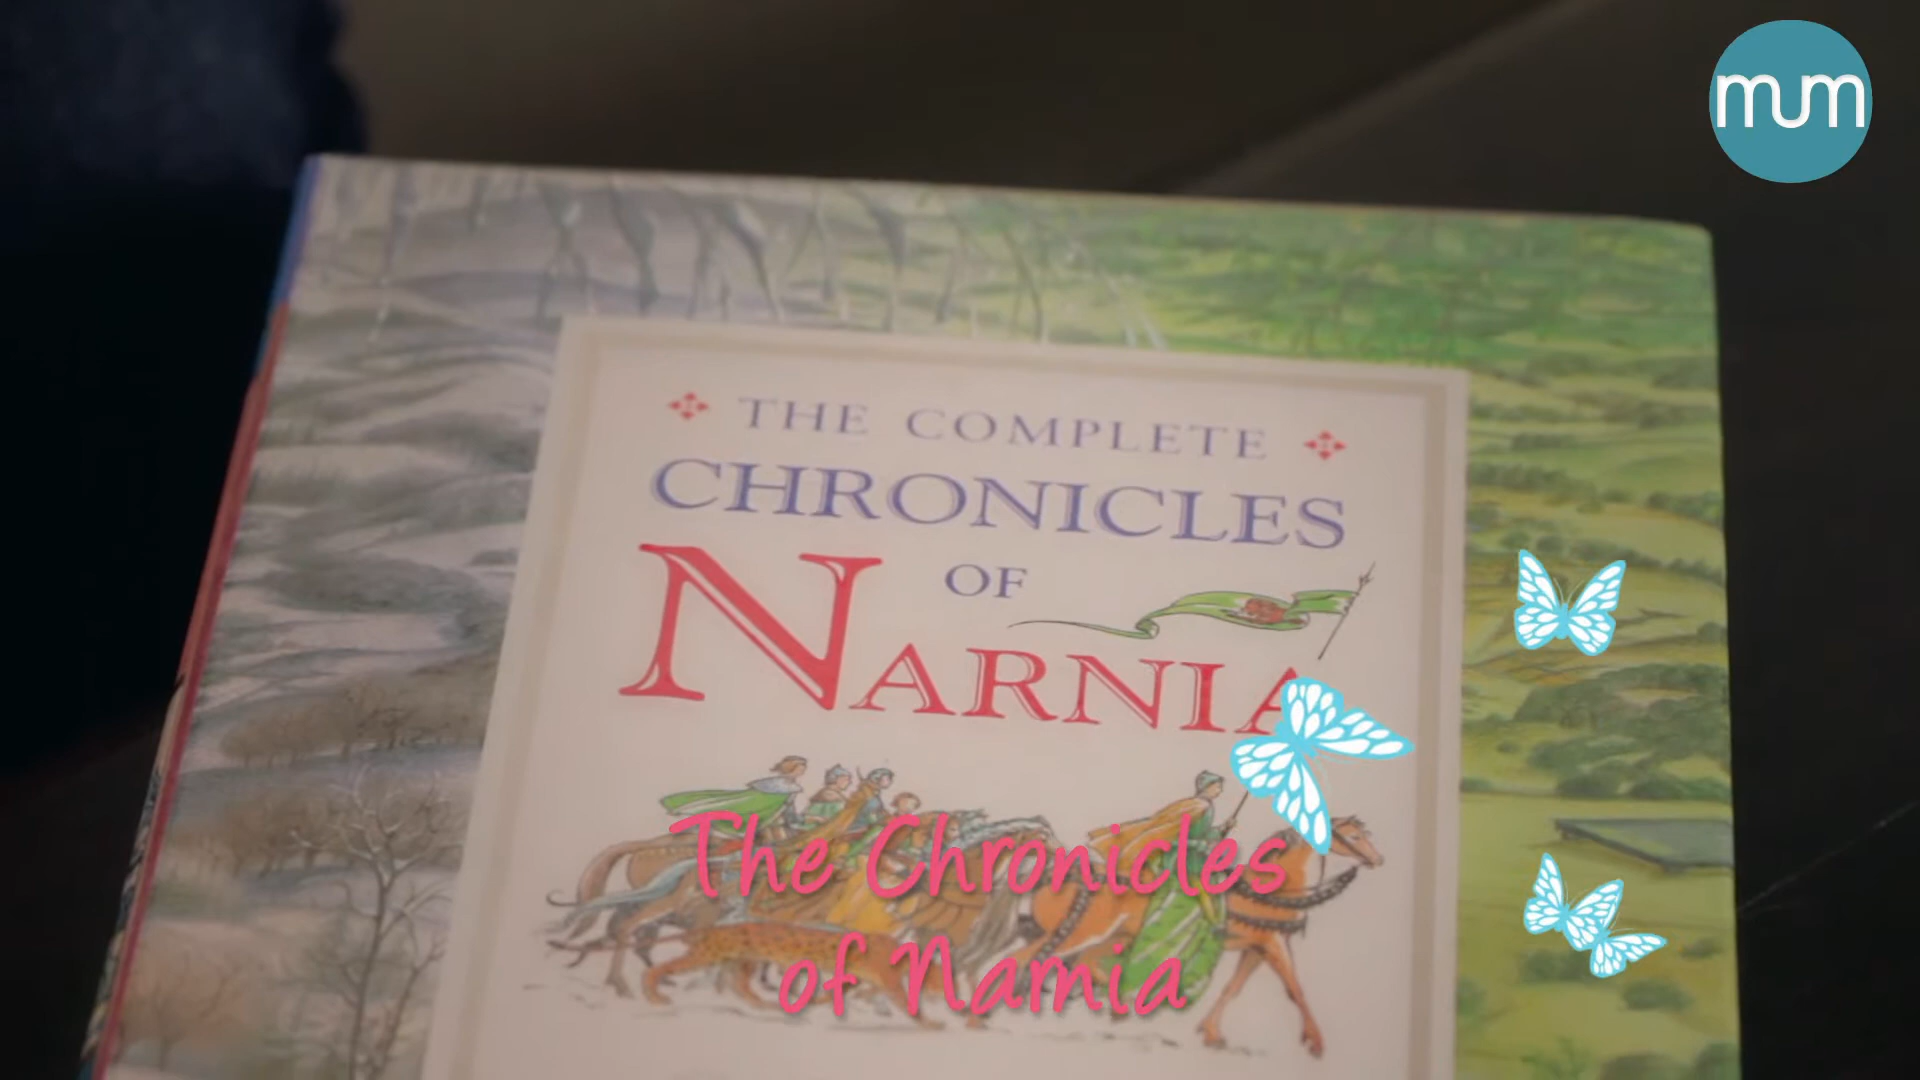 mum
THE COMPLETE
CHRONICLES
OF
NARNIA
The Chronicles
of Narnia